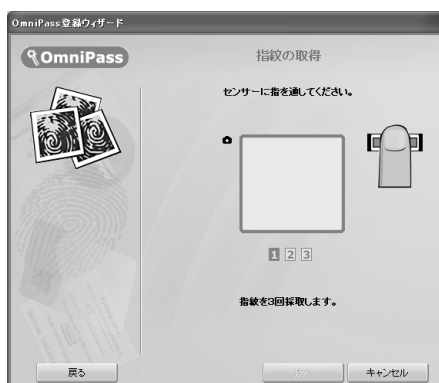 OmniPass登録ウィザード
OmniPass
指紋の取得
センサーに指を通してください。
1 2 3
指紋を3回採取します。
戻る
次へ
キャンセル